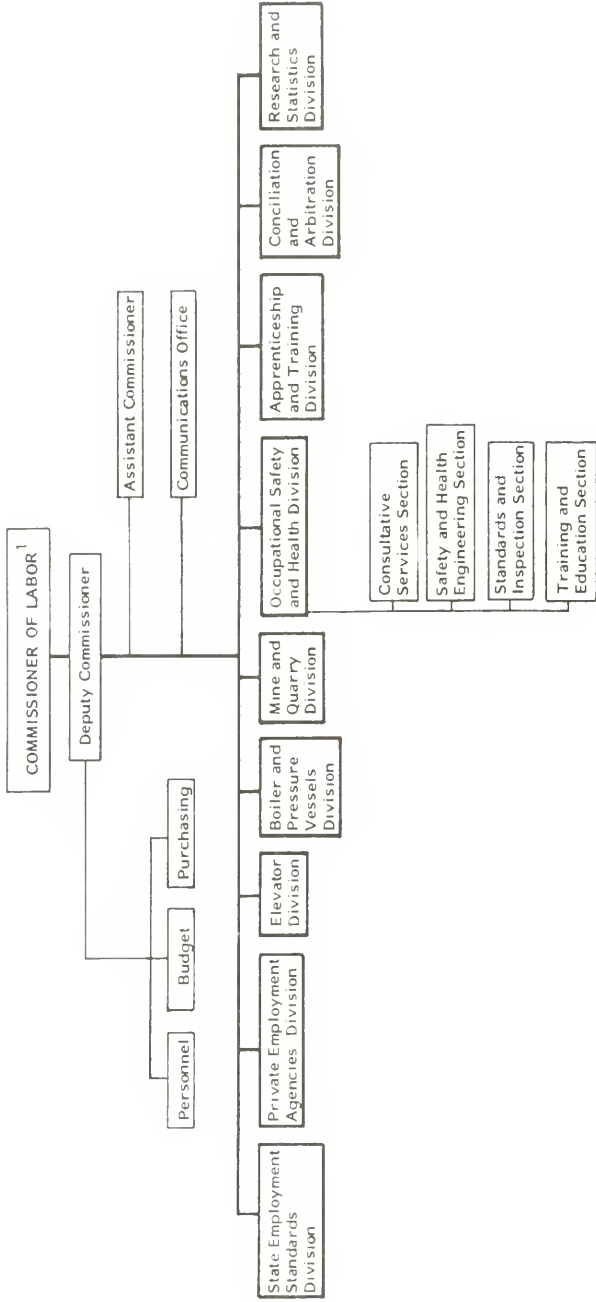 COMMISSIONER OF LABOR¹
Deputy Commissioner
Assistant Commissioner
Communications Office
Personnel
Budget
Purchasing
State Employment
Standards
Division
Private Employment
Agencies Division
Elevator
Division
Boiler and
Pressure
Vessels
Division
Mine and
Quarry
Division
Occupational Safety
and Health Division
Apprenticeship
and Training
Division
Conciliation
and
Arbitration
Division
Research and
Statistics
Division
Consultative
Services Section
Safety and Health
Engineering Section
Standards and
Inspection Section
Training and
Education Section